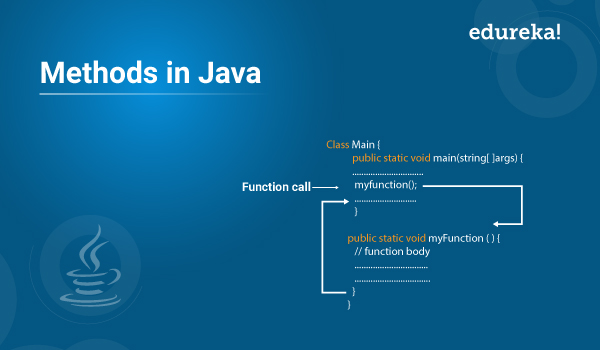 edureka!
Methods in Java
Class Main {
public static void main(string[ ]args) {
..............................
Function call
myfunction();
..........................
}
public static void myFunction ( ) {
// function body
...............................
................................
}
}